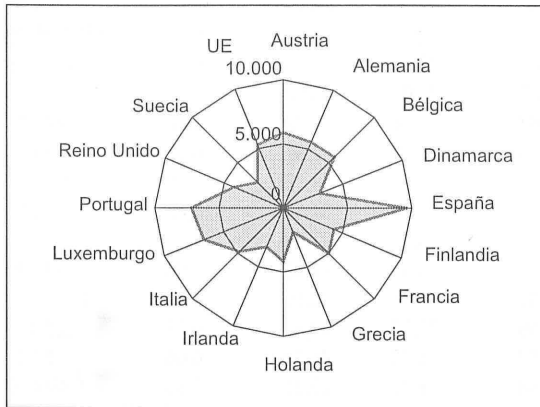 Austria
Alemania
Bélgica
Dinamarca
España
Finlandia
Francia
Grecia
Holanda
Irlanda
Italia
Luxemburgo
Portugal
Reino Unido
Suecia
UE
10.000
5.000
0